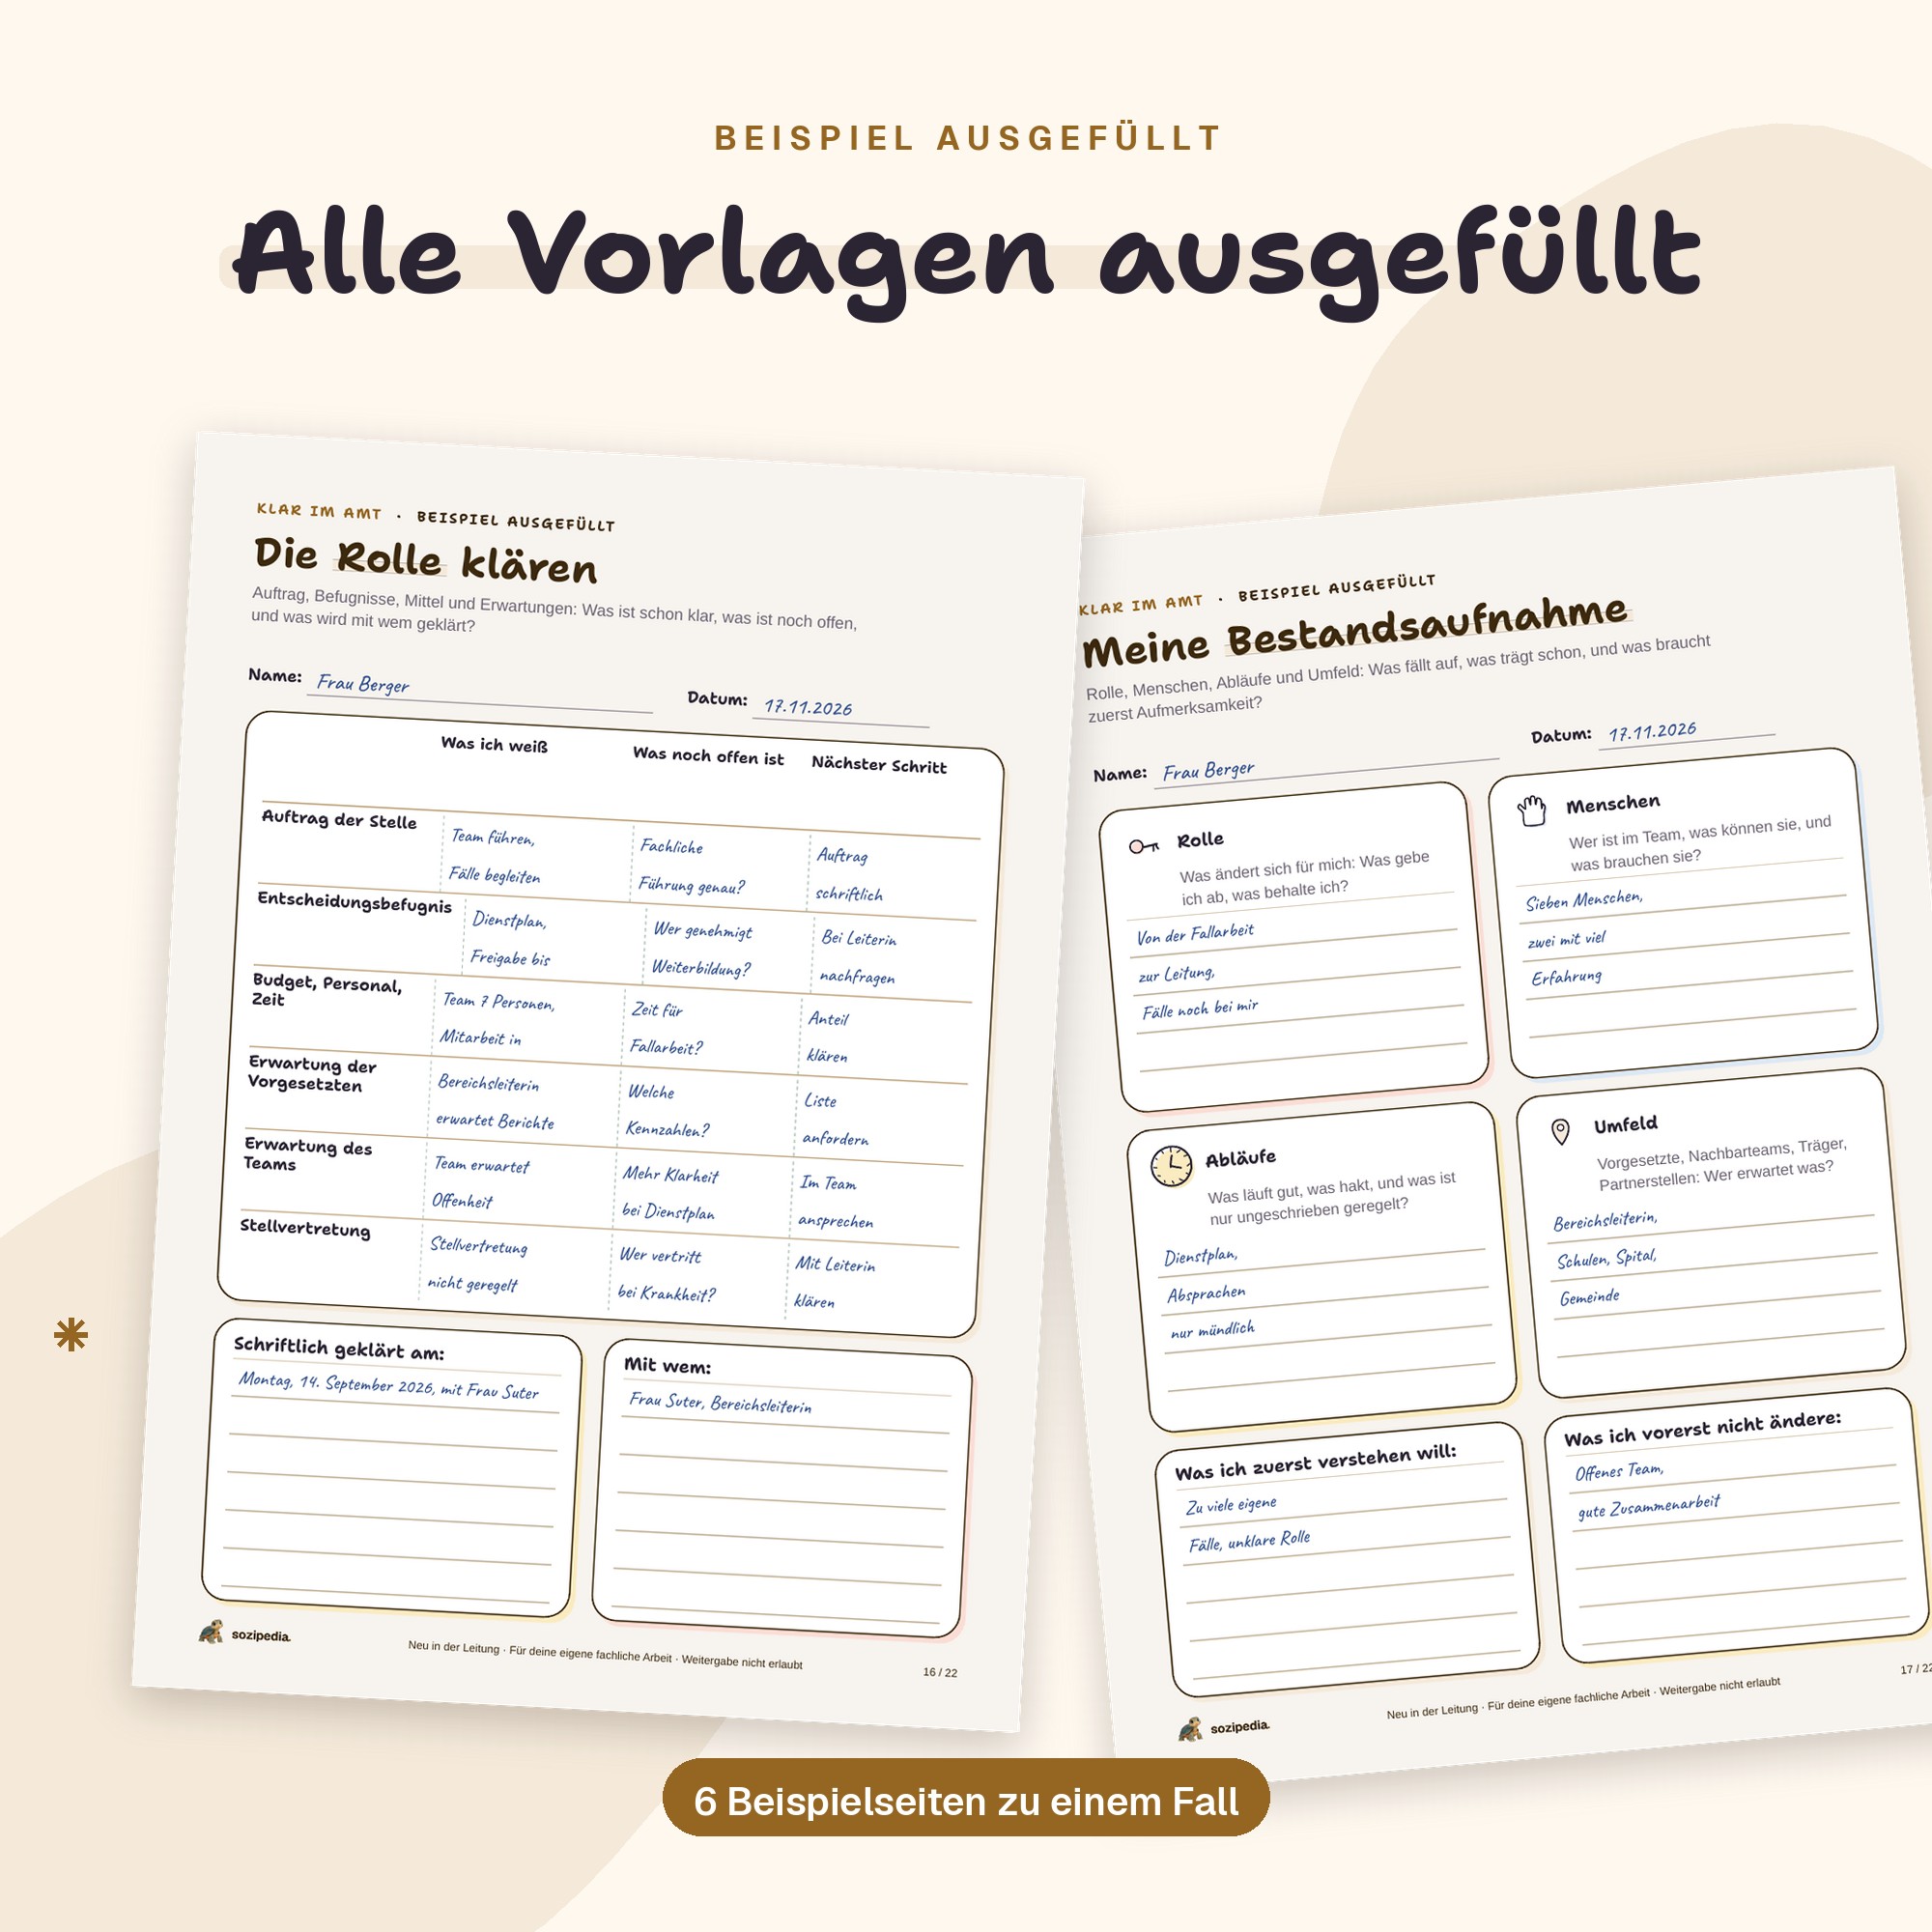 BEISPIEL AUSGEFÜLLT
Alle Vorlagen ausgefüllt
KLAR IM AMT · BEISPIEL AUSGEFÜLLT
Die Rolle klären
Auftrag, Befugnisse, Mittel und Erwartungen: Was ist schon klar, was ist noch offen,
und was wird mit wem geklärt?
Name: Frau Berger Datum: 17.11.2026
Was ich weiß Was noch offen ist Nächster Schritt
Auftrag der Stelle Team führen, Fachliche Auftrag
Fälle begleiten Führung genau? schriftlich
Entscheidungsbefugnis Dienstplan, Wer genehmigt Bei Leiterin
Freigabe bis Weiterbildung? nachfragen
Budget, Personal, Team 7 Personen, Zeit für Anteil
Zeit Mitarbeit in Fallarbeit? klären
Erwartung der Bereichsleiterin Welche Liste
Vorgesetzten erwartet Berichte Kennzahlen? anfordern
Erwartung des Team erwartet Mehr Klarheit Im Team
Teams Offenheit bei Dienstplan ansprechen
Stellvertretung Stellvertretung Wer vertritt Mit Leiterin
nicht geregelt bei Krankheit? klären
Schriftlich geklärt am:
Montag, 14. September 2026, mit Frau Suter
Mit wem:
Frau Suter, Bereichsleiterin
sozipedia.
Neu in der Leitung · Für deine eigene fachliche Arbeit · Weitergabe nicht erlaubt
16 / 22
KLAR IM AMT · BEISPIEL AUSGEFÜLLT
Meine Bestandsaufnahme
Rolle, Menschen, Abläufe und Umfeld: Was fällt auf, was trägt schon, und was braucht
zuerst Aufmerksamkeit?
Name: Frau Berger Datum: 17.11.2026
Rolle
Was ändert sich für mich: Was gebe
ich ab, was behalte ich?
Von der Fallarbeit
zur Leitung,
Fälle noch bei mir
Menschen
Wer ist im Team, was können sie, und
was brauchen sie?
Sieben Menschen,
zwei mit viel
Erfahrung
Abläufe
Was läuft gut, was hakt, und was ist
nur ungeschrieben geregelt?
Dienstplan,
Absprachen
nur mündlich
Umfeld
Vorgesetzte, Nachbarteams, Träger,
Partnerstellen: Wer erwartet was?
Bereichsleiterin,
Schulen, Spital,
Gemeinde
Was ich zuerst verstehen will:
Zu viele eigene
Fälle, unklare Rolle
Was ich vorerst nicht ändere:
Offenes Team,
gute Zusammenarbeit
sozipedia.
Neu in der Leitung · Für deine eigene fachliche Arbeit · Weitergabe nicht erlaubt
17 / 22
6 Beispielseiten zu einem Fall